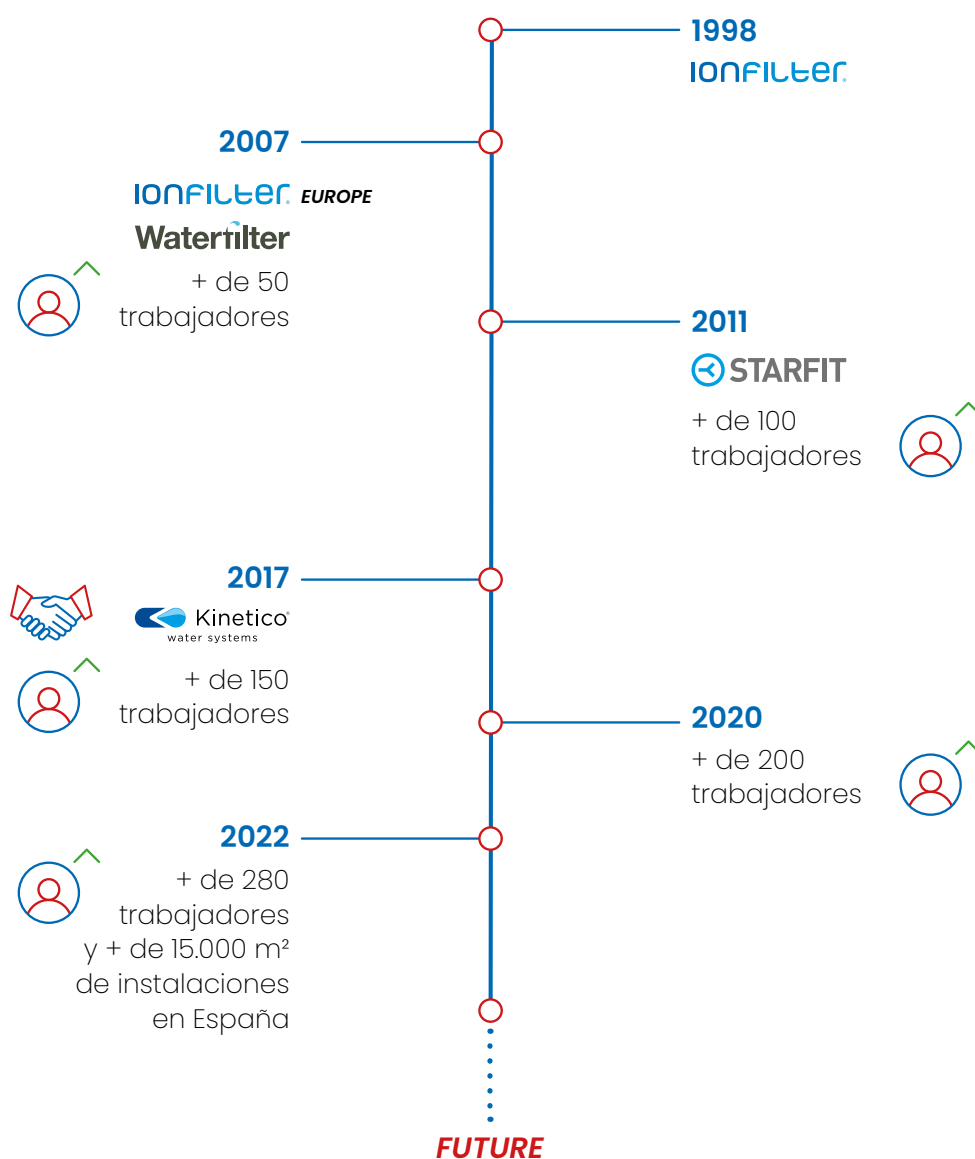 1998
IONFILTER.
2007
IONFILTER. EUROPE
Waterfilter
+ de 50
trabajadores
2011
STARFIT
+ de 100
trabajadores
2017
Kinetico®
water systems
+ de 150
trabajadores
2020
+ de 200
trabajadores
2022
+ de 280
trabajadores
y + de 15.000 m²
de instalaciones
en España
FUTURE